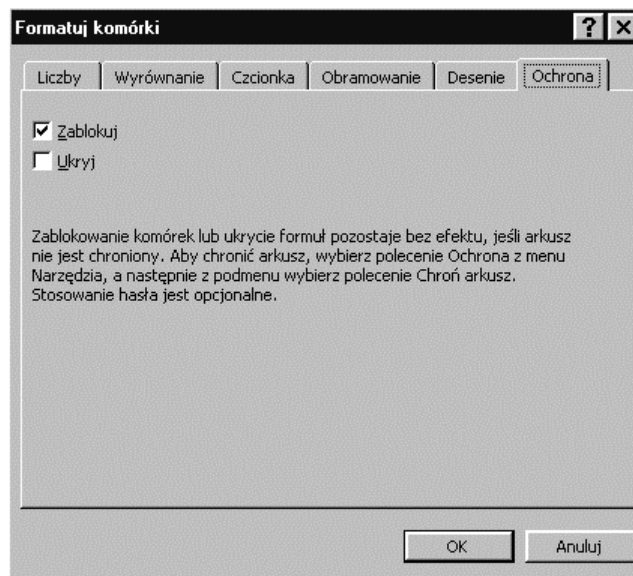 Formatuj komórki
Liczby Wyrównanie Czcionka Obramowanie Desenie Ochrona
Zablokuj
Ukryj
Zablokowanie komórek lub ukrycie formuł pozostaje bez efektu, jeśli arkusz
nie jest chroniony. Aby chronić arkusz, wybierz polecenie Ochrona z menu
Narzędzia, a następnie z podmenu wybierz polecenie Chroń arkusz.
Stosowanie hasła jest opcjonalne.
OK Anuluj